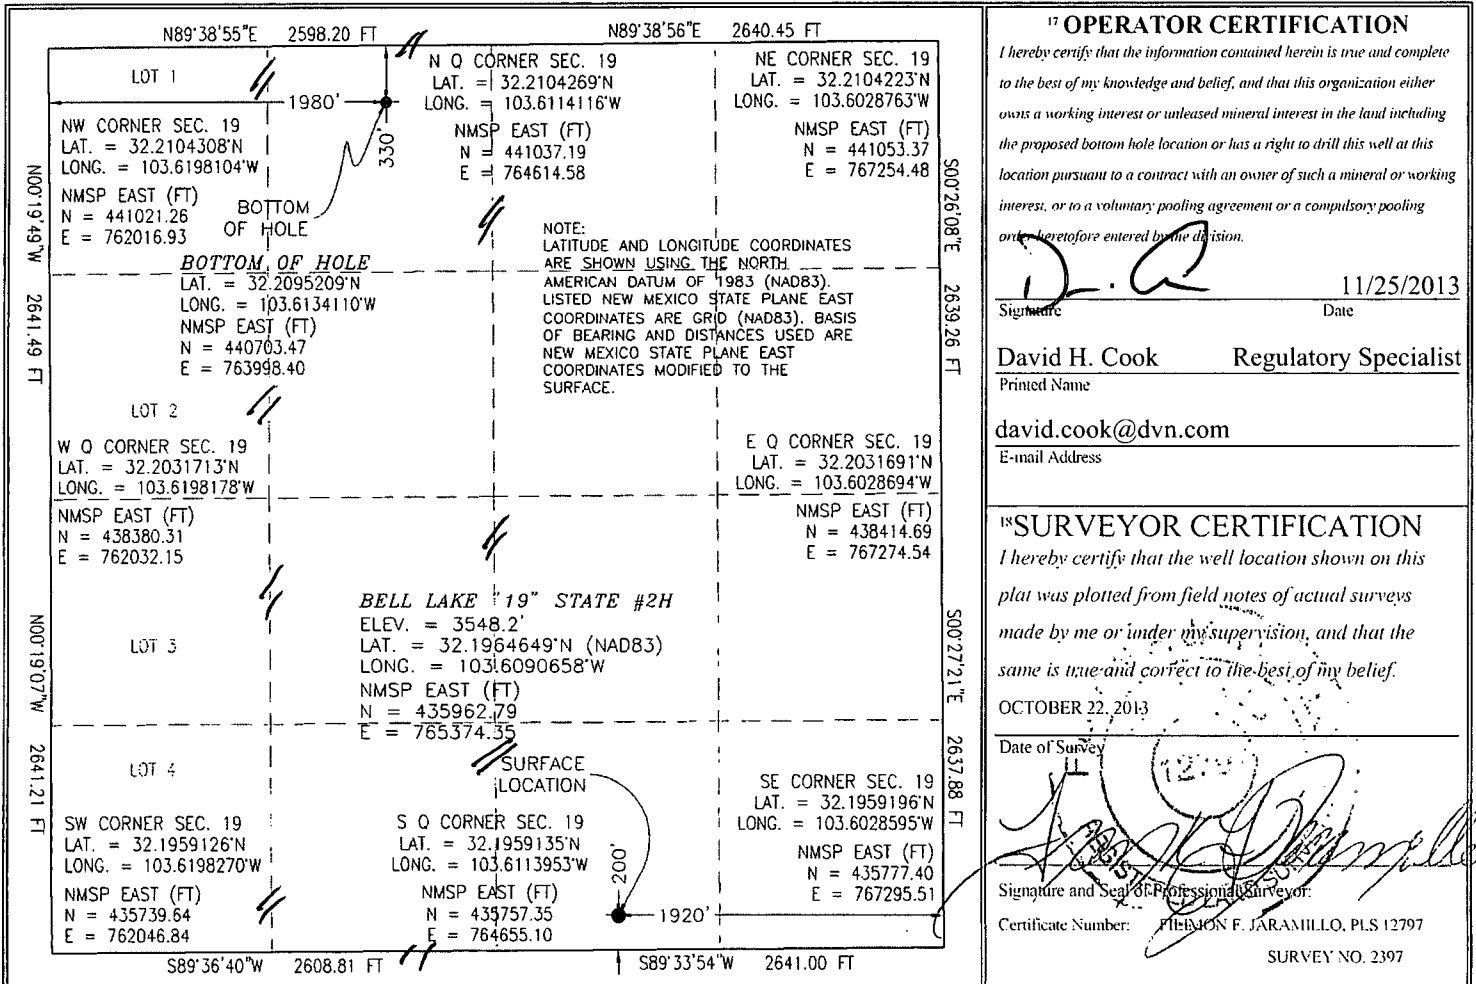 N89°38'55"E 2598.20 FT
N89°38'56"E 2640.45 FT
LOT 1
1980'
330'
N Q CORNER SEC. 19
LAT. = 32.2104269°N
LONG. = 103.6114116°W
NMSP EAST (FT)
N = 441037.19
E = 764614.58
NE CORNER SEC. 19
LAT. = 32.2104223°N
LONG. = 103.6028763°W
NMSP EAST (FT)
N = 441053.37
E = 767254.48
NW CORNER SEC. 19
LAT. = 32.2104308°N
LONG. = 103.6198104°W
NMSP EAST (FT)
N = 441021.26
E = 762016.93
BOTTOM
OF HOLE
N00°19'49"W 2641.49 FT
S00°26'08"E 2639.26 FT
BOTTOM OF HOLE
LAT. = 32.2095209°N
LONG. = 103.6134110°W
NMSP EAST (FT)
N = 440703.47
E = 763998.40
NOTE:
LATITUDE AND LONGITUDE COORDINATES
ARE SHOWN USING THE NORTH
AMERICAN DATUM OF 1983 (NAD83).
LISTED NEW MEXICO STATE PLANE EAST
COORDINATES ARE GRID (NAD83). BASIS
OF BEARING AND DISTANCES USED ARE
NEW MEXICO STATE PLANE EAST
COORDINATES MODIFIED TO THE
SURFACE.
LOT 2
W Q CORNER SEC. 19
LAT. = 32.2031713°N
LONG. = 103.6198178°W
NMSP EAST (FT)
N = 438380.31
E = 762032.15
E Q CORNER SEC. 19
LAT. = 32.2031691°N
LONG. = 103.6028694°W
NMSP EAST (FT)
N = 438414.69
E = 767274.54
BELL LAKE "19" STATE #2H
ELEV. = 3548.2'
LAT. = 32.1964649°N (NAD83)
LONG. = 103.6090658°W
NMSP EAST (FT)
N = 435962.79
E = 765374.35
LOT 3
N00°19'07"W 2641.21 FT
S00°27'21"E 2637.88 FT
LOT 4
SURFACE
LOCATION
SW CORNER SEC. 19
LAT. = 32.1959126°N
LONG. = 103.6198270°W
NMSP EAST (FT)
N = 435739.64
E = 762046.84
S Q CORNER SEC. 19
LAT. = 32.1959135°N
LONG. = 103.6113953°W
NMSP EAST (FT)
N = 435757.35
E = 764655.10
200'
1920'
SE CORNER SEC. 19
LAT. = 32.1959196°N
LONG. = 103.6028595°W
NMSP EAST (FT)
N = 435777.40
E = 767295.51
S89°36'40"W 2608.81 FT
S89°33'54"W 2641.00 FT
17 OPERATOR CERTIFICATION
I hereby certify that the information contained herein is true and complete
to the best of my knowledge and belief, and that this organization either
owns a working interest or unleased mineral interest in the land including
the proposed bottom hole location or has a right to drill this well at this
location pursuant to a contract with an owner of such a mineral or working
interest, or to a voluntary pooling agreement or a compulsory pooling
order heretofore entered by the division.
11/25/2013
Signature Date
David H. Cook Regulatory Specialist
Printed Name
david.cook@dvn.com
E-mail Address
18 SURVEYOR CERTIFICATION
I hereby certify that the well location shown on this
plat was plotted from field notes of actual surveys
made by me or under my supervision, and that the
same is true and correct to the best of my belief.
OCTOBER 22, 2013
Date of Survey
Signature and Seal of Professional Surveyor:
Certificate Number: FILIMON F. JARAMILLO, PLS 12797
SURVEY NO. 2397